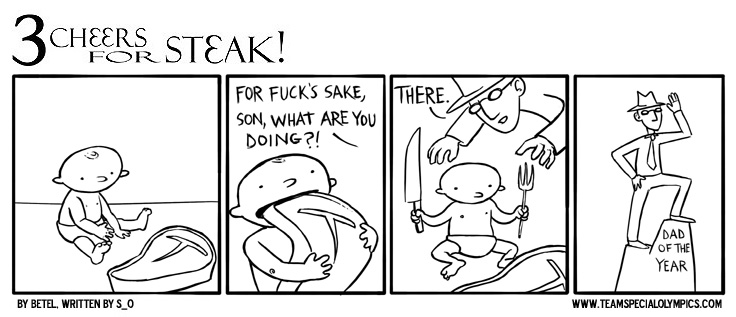 3 CHEERS
FOR STEAK!
FOR FUCK'S SAKE,
SON, WHAT ARE YOU
DOING?!
THERE.
DAD
OF THE
YEAR
BY BETEL, WRITTEN BY S_O
WWW.TEAMSPECIALOLYMPICS.COM